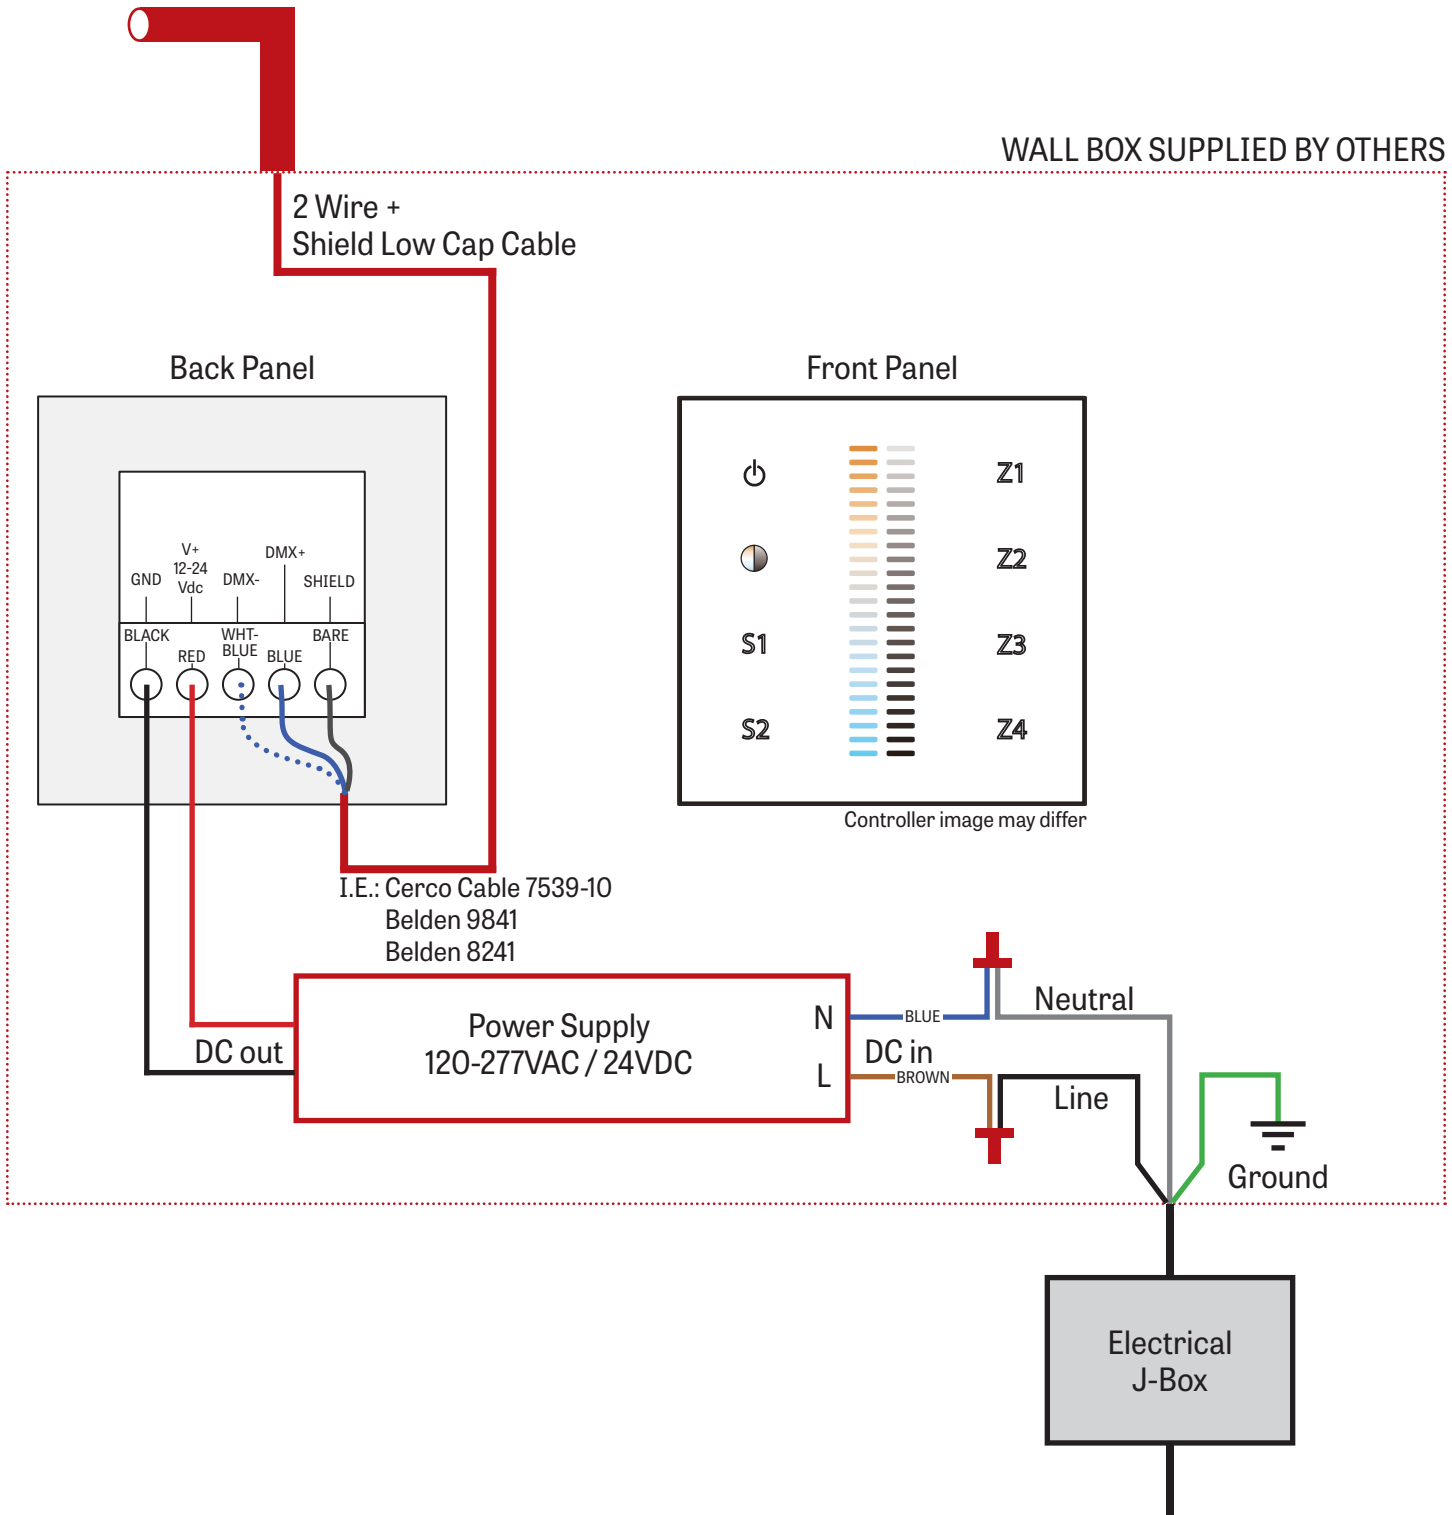 WALL BOX SUPPLIED BY OTHERS
2 Wire +
Shield Low Cap Cable
Back Panel
Front Panel
GND
V+
12-24
Vdc
DMX-
DMX+
SHIELD
BLACK
RED
WHT-
BLUE
BLUE
BARE
Z1
Z2
S1
Z3
S2
Z4
Controller image may differ
I.E.: Cerco Cable 7539-10
Belden 9841
Belden 8241
Power Supply
120-277VAC / 24VDC
DC out
N
L
BLUE
DC in
BROWN
Neutral
Line
Ground
Electrical
J-Box